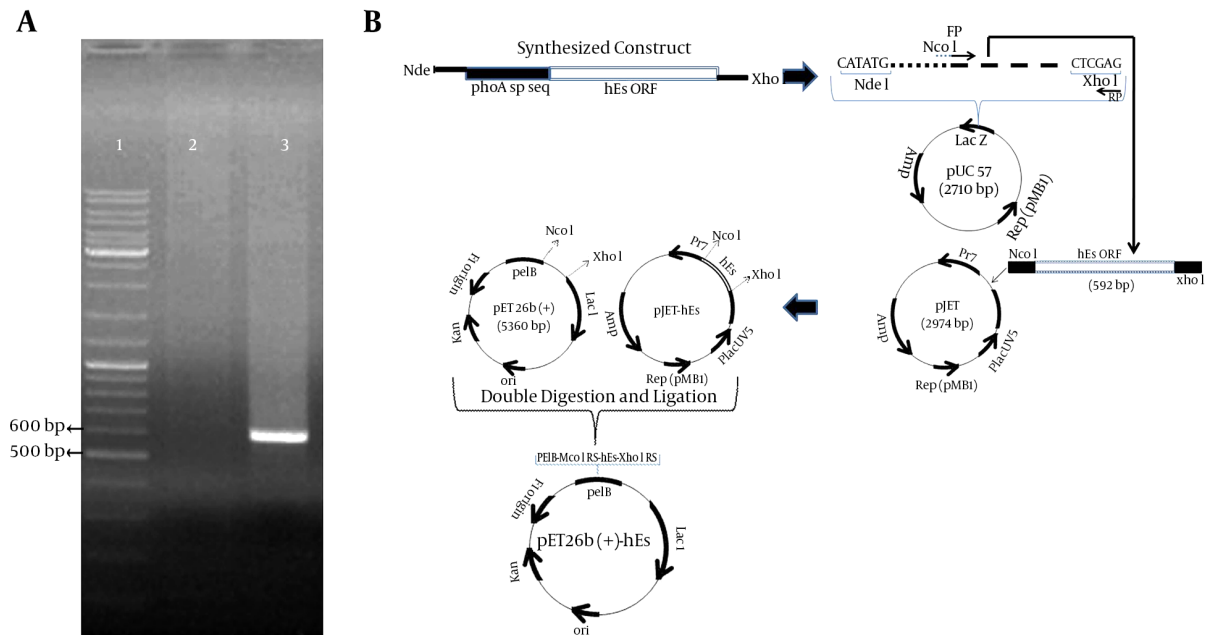 A
1
2
3
600 bp
500 bp
B
Synthesized Construct
Nde
phoA sp seq
hEs ORF
Xho l
FP
Nco l
CATATG
Nde l
CTCGAG
Xho l
RP
Lac Z
Amp
pUC 57
(2710 bp)
Rep (pMB1)
Nco l
hEs ORF
(592 bp)
xho l
Pr7
pJET
(2974 bp)
Amp
PlacUV5
Rep (pMB1)
Nco l
Pr7
hEs
Xho l
pJET-hEs
Amp
PlacUV5
Rep (pMB1)
Nco l
Xho l
pelB
F1 origin
pET 26b (+)
(5360 bp)
Lac l
Kan
ori
Double Digestion and Ligation
PElB-Mco l RS-hEs-Xho l RS
pelB
F1 origin
pET26b (+)-hEs
Lac 1
Kan
ori